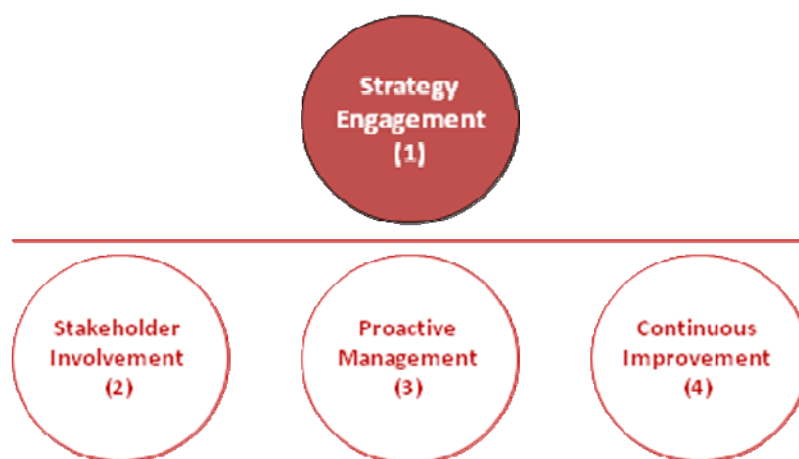 Strategy
Engagement
(1)
Stakeholder
Involvement
(2)
Proactive
Management
(3)
Continuous
Improvement
(4)